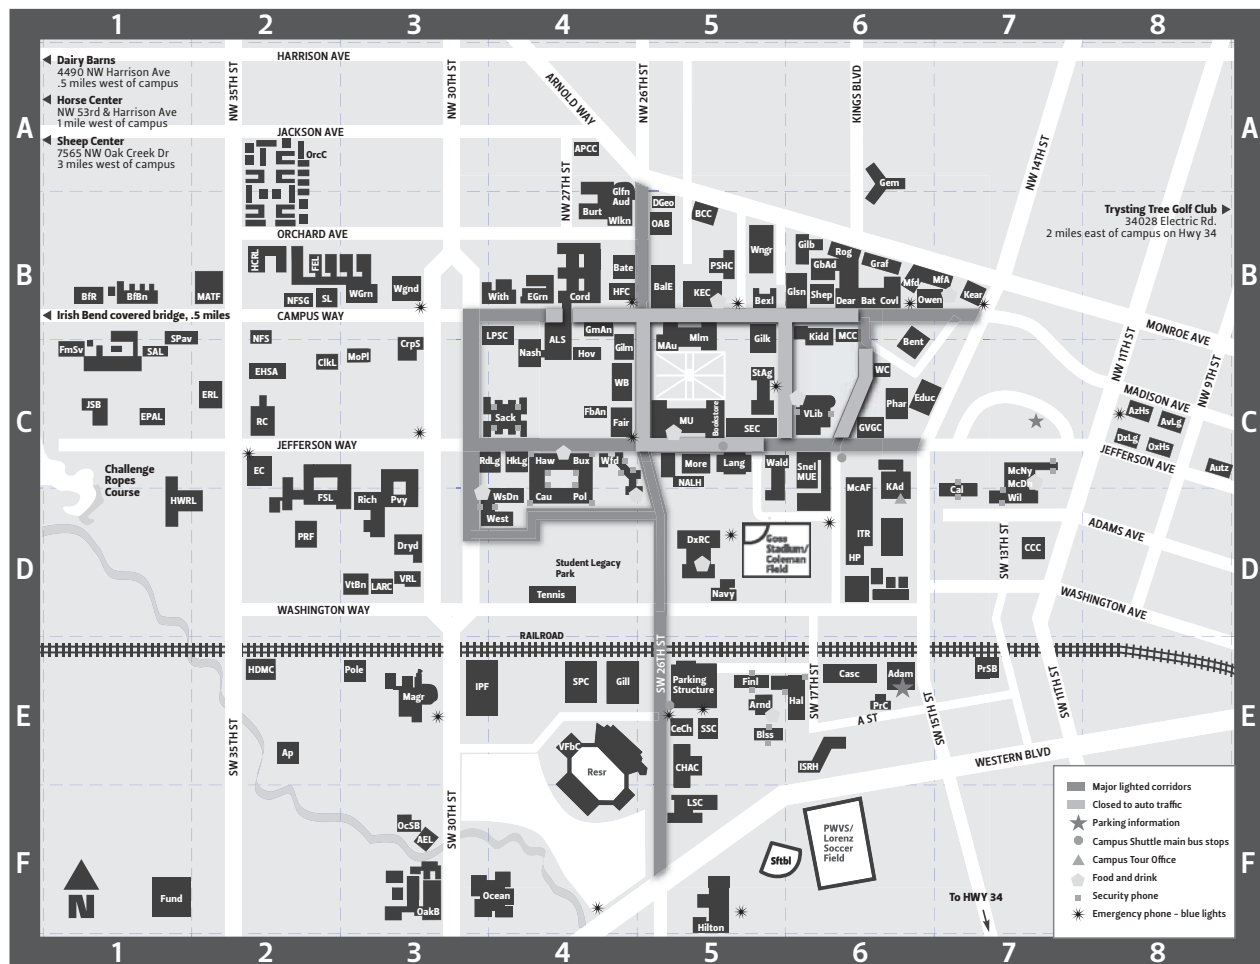 1 2 3 4 5 6 7 8
A
HARRISON AVE
Dairy Barns
4490 NW Harrison Ave
.5 miles west of campus
Horse Center
NW 53rd & Harrison Ave
1 mile west of campus
Sheep Center
7565 NW Oak Creek Dr
3 miles west of campus
NW 35TH ST
NW 30TH ST
ARNOLD WAY
NW 26TH ST
KINGS BLVD
NW 14TH ST
A
JACKSON AVE
OrcC
APCC
NW 27TH ST
Gem
Glfn
Aud
Burt
Wlkn
DGeo
OAB
BCC
Trysting Tree Golf Club
34028 Electric Rd.
2 miles east of campus on Hwy 34
ORCHARD AVE
B
HCRL
FEL
NFSG
SL
WGrn
Wgnd
With
EGrn
Cord
Bate
HFC
BalE
PSHC
KEC
Wngr
Bexl
Gilb
GbAd
Rog
Graf
Glsn
Shep
Dear
Bat
Covl
Mfd
MfA
Owen
Kear
B
BfR
BfBn
MATF
Irish Bend covered bridge, .5 miles
CAMPUS WAY
MONROE AVE
FmSv
SAL
SPav
NFS
EHSA
ClkL
MoPl
CrpS
LPSC
Nash
ALS
GmAn
Hov
Gilm
WB
MAu
Mlm
Gilk
StAg
Kidd
MCC
Bent
WC
NW 11TH ST
NW 9TH ST
MADISON AVE
C
JSB
EPAL
ERL
RC
Sack
FbAn
Fair
MU
Bookstore
SEC
VLib
Phar
Educ
GVGC
AzHs
AvLg
DxLg
OxHs
Autz
C
JEFFERSON WAY
JEFFERSON AVE
Challenge
Ropes
Course
HWRL
EC
FSL
Rich
Pvy
PRF
Dryd
VtBn
LARC
VRL
RdLg
HkLg
Haw
Bux
Wfd
WsDn
Cau
Pol
West
More
Lang
NALH
Wald
Snel
MUE
McAF
KAd
ITR
HP
Cal
McNy
McD
Wil
ADAMS AVE
SW 13TH ST
CCC
D
Student Legacy
Park
Tennis
DxRC
Navy
Goss
Stadium/
Coleman
Field
D
WASHINGTON WAY
WASHINGTON AVE
RAILROAD
SW 26TH ST
HDMC
Pole
Magr
IPF
SPC
Gill
Parking
Structure
Finl
Arnd
Hal
Blss
SW 17TH ST
Casc
Adam
PrC
PrSB
A ST
SW 15TH ST
SW 11TH ST
E
SW 35TH ST
Ap
VFbC
Resr
CeCh
SSC
CHAC
ISRH
WESTERN BLVD
E
LSC
OcSB
AEL
SW 30TH ST
OakB
Ocean
Hilton
Sftbl
PWVS/
Lorenz
Soccer
Field
To HWY 34
F
N
Fund
Major lighted corridors
Closed to auto traffic
Parking information
Campus Shuttle main bus stops
Campus Tour Office
Food and drink
Security phone
Emergency phone – blue lights
F
1 2 3 4 5 6 7 8